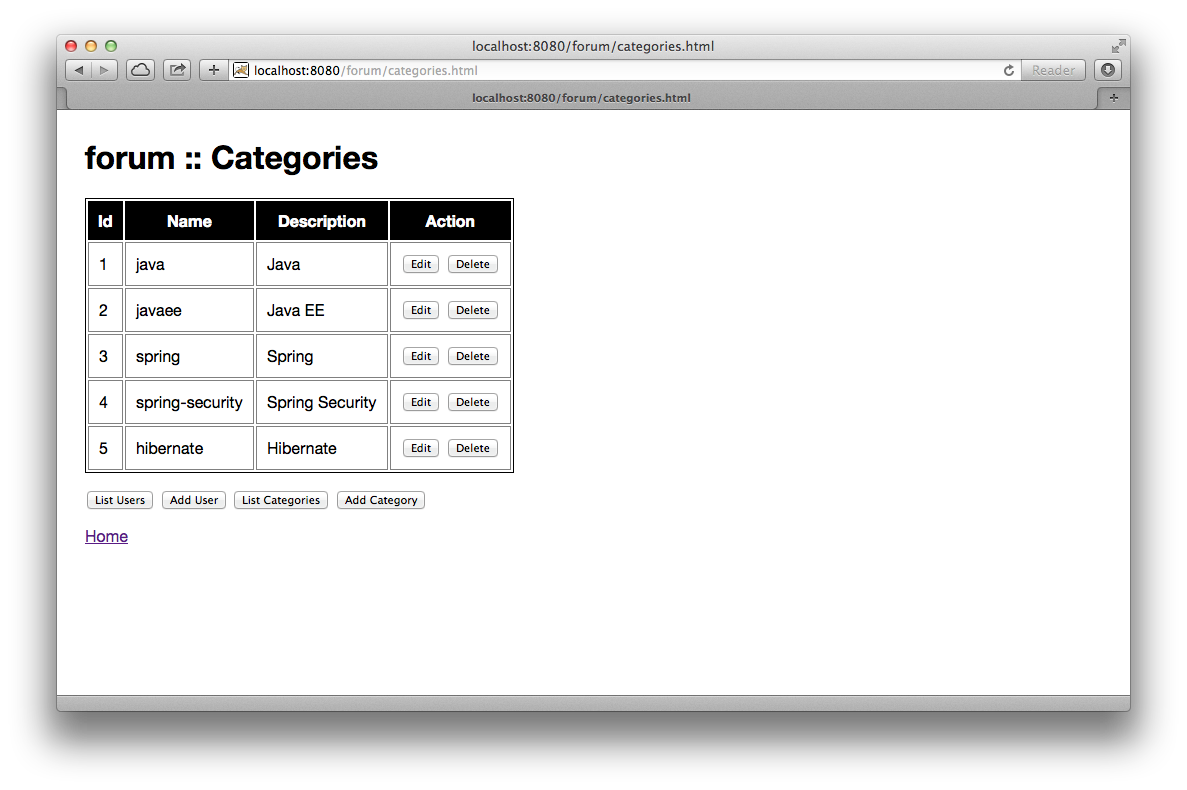 localhost:8080/forum/categories.html
localhost:8080/forum/categories.html Reader
localhost:8080/forum/categories.html
forum :: Categories
Id Name Description Action
1 java Java Edit Delete
2 javaee Java EE Edit Delete
3 spring Spring Edit Delete
4 spring-security Spring Security Edit Delete
5 hibernate Hibernate Edit Delete
List Users Add User List Categories Add Category
Home